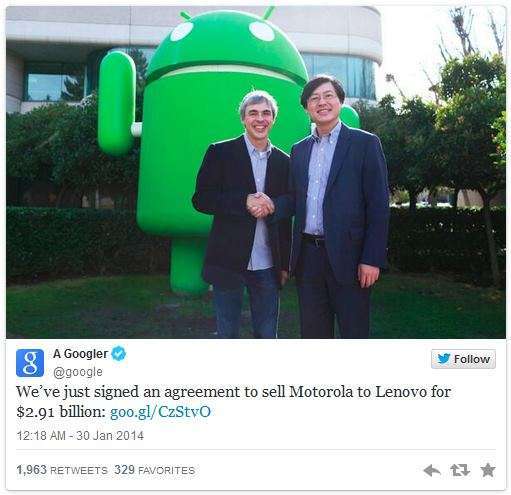 A Googler
@google
Follow
We've just signed an agreement to sell Motorola to Lenovo for
$2.91 billion: goo.gl/CzStvO
12:18 AM - 30 Jan 2014
1,963 RETWEETS 329 FAVORITES